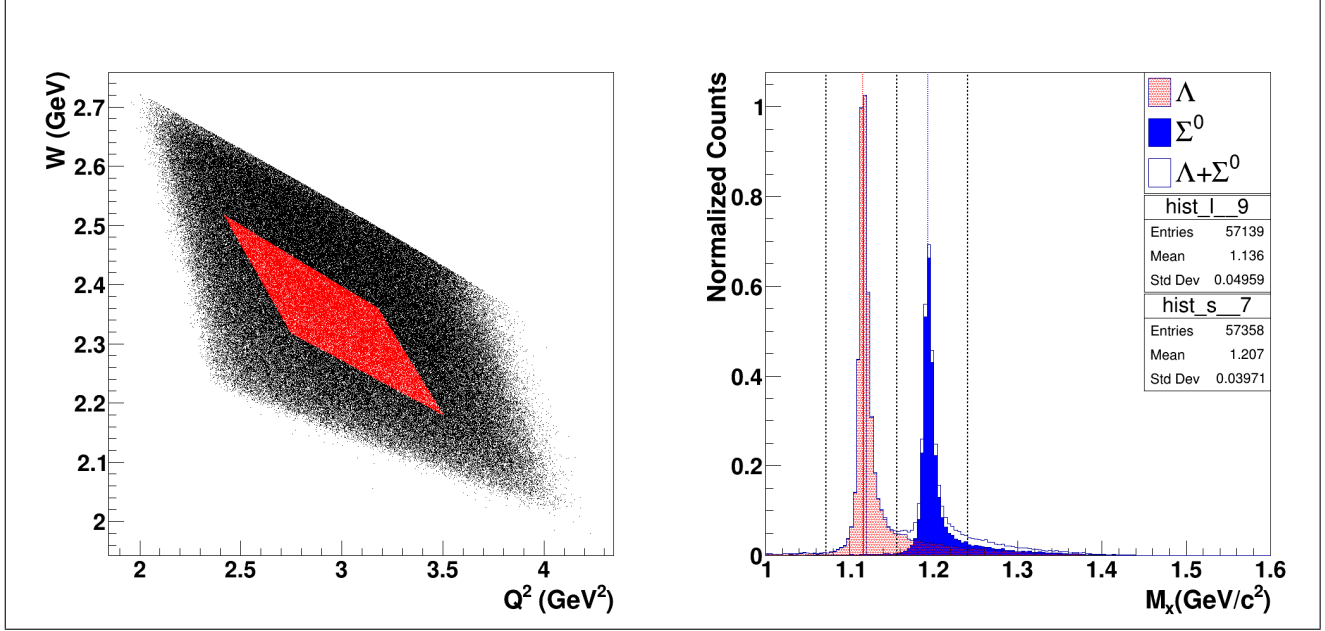 W (GeV)
2.7
2.6
2.5
2.4
2.3
2.2
2.1
2
2
2.5
3
3.5
4
Q² (GeV²)
Normalized Counts
1
0.8
0.6
0.4
0.2
0
1
1.1
1.2
1.3
1.4
1.5
1.6
Mₓ(GeV/c²)
Λ
Σ⁰
Λ+Σ⁰
hist_l__9
Entries 57139
Mean 1.136
Std Dev 0.04959
hist_s__7
Entries 57358
Mean 1.207
Std Dev 0.03971